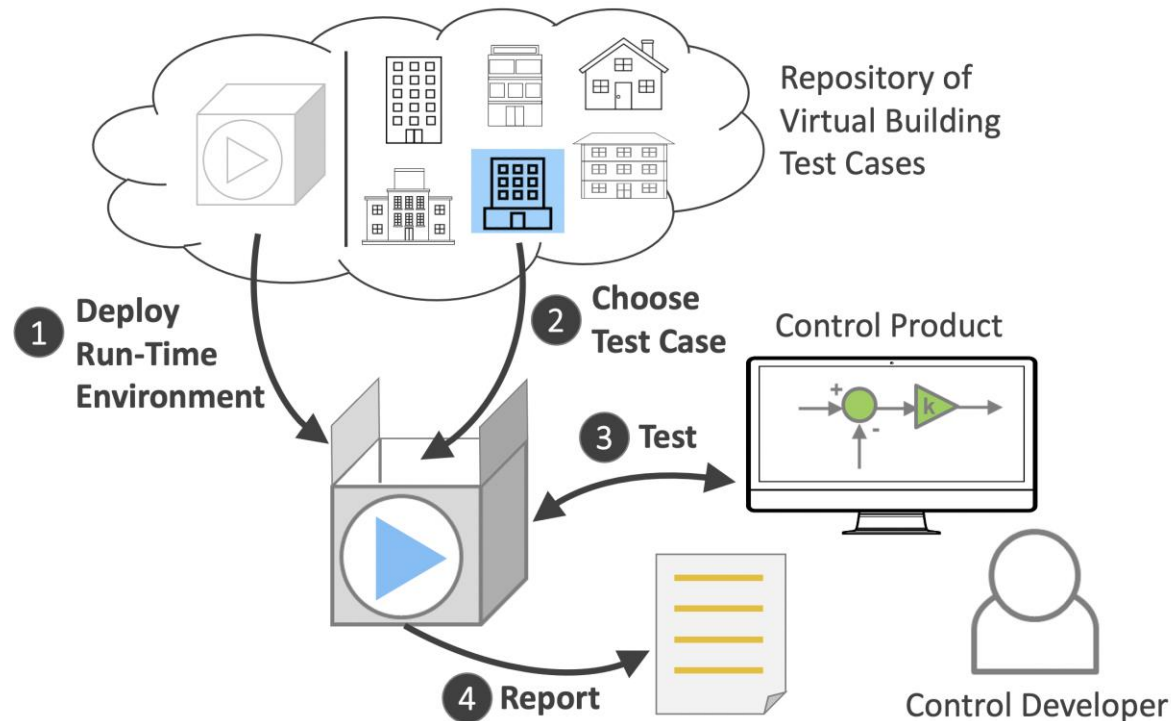 Repository of
Virtual Building
Test Cases
1 Deploy
Run-Time
Environment
2 Choose
Test Case
Control Product
+
-
k
3 Test
4 Report
Control Developer